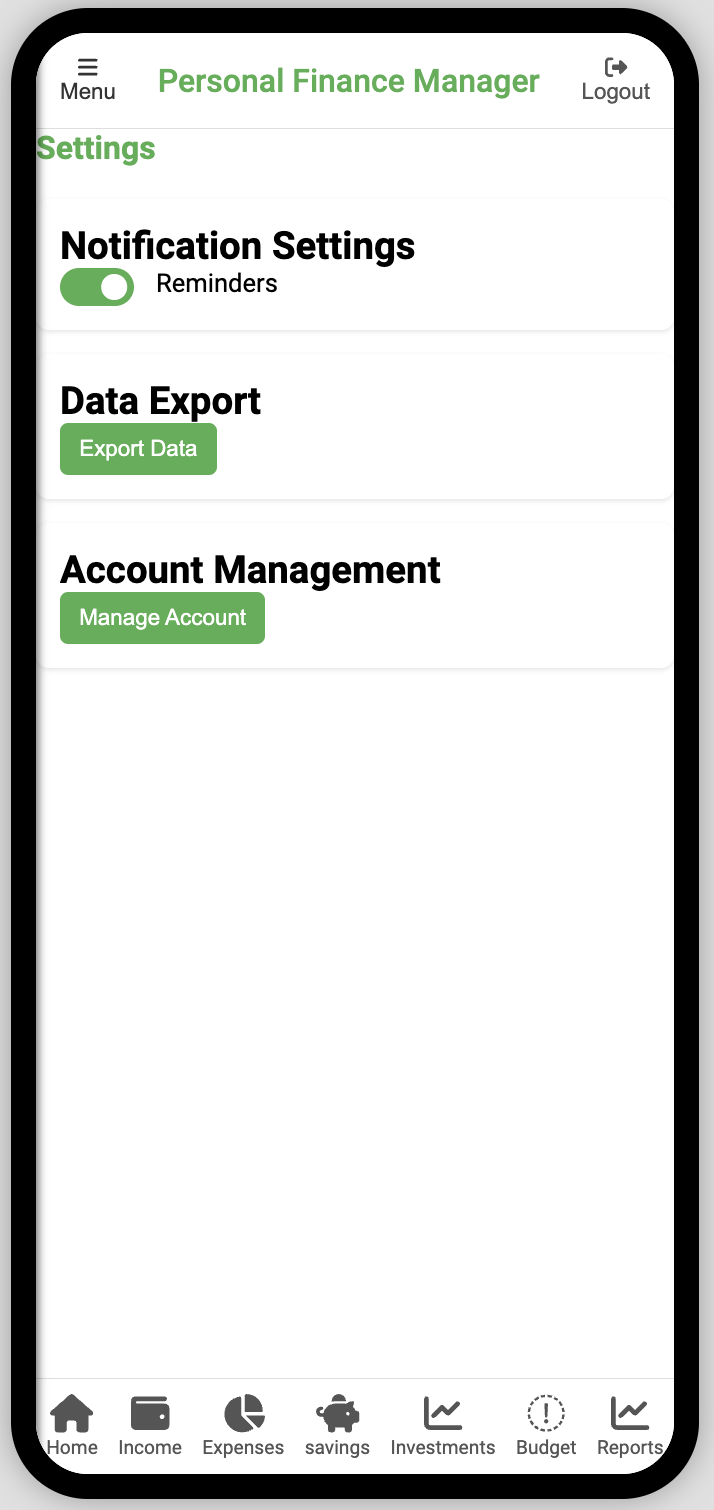 Menu
Personal Finance Manager
Logout
Settings
Notification Settings
Reminders
Data Export
Export Data
Account Management
Manage Account
Home Income Expenses savings Investments Budget Reports